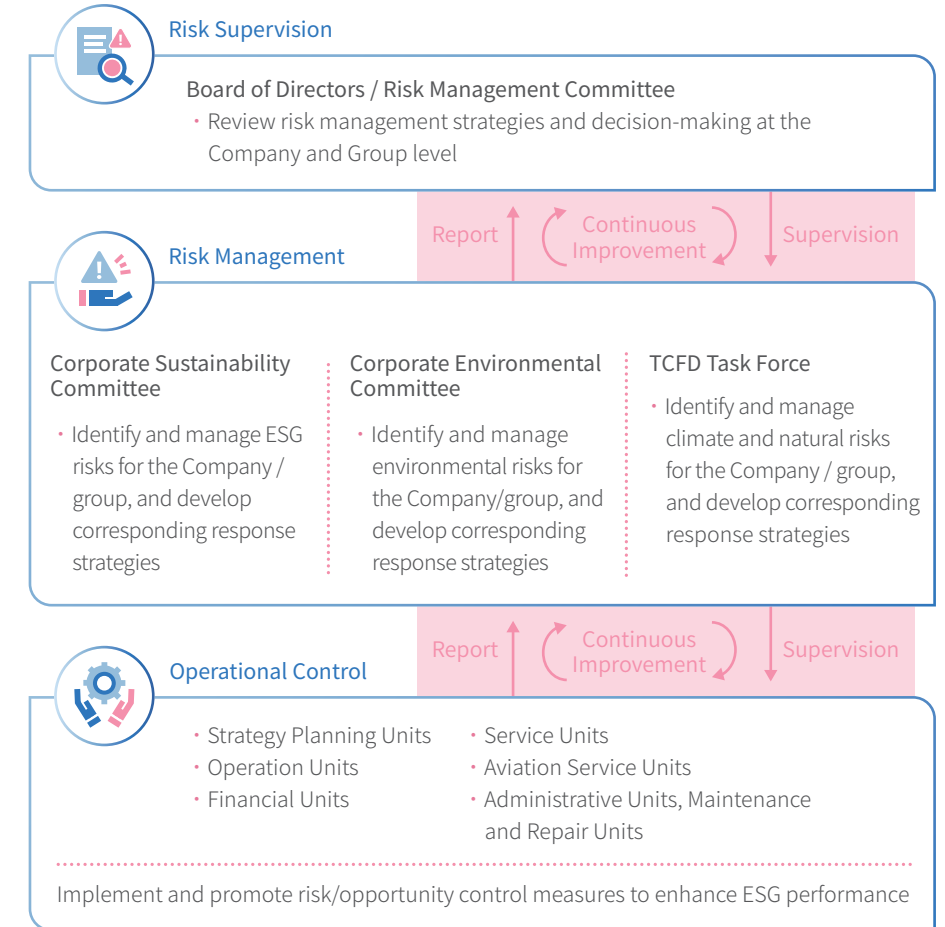 Risk Supervision
Board of Directors / Risk Management Committee
· Review risk management strategies and decision-making at the
Company and Group level
Report
Continuous
Improvement
Supervision
Risk Management
Corporate Sustainability
Committee
· Identify and manage ESG
risks for the Company /
group, and develop
corresponding response
strategies
Corporate Environmental
Committee
· Identify and manage
environmental risks for
the Company/group, and
develop corresponding
response strategies
TCFD Task Force
· Identify and manage
climate and natural risks
for the Company / group,
and develop corresponding
response strategies
Report
Continuous
Improvement
Supervision
Operational Control
· Strategy Planning Units
· Operation Units
· Financial Units
· Service Units
· Aviation Service Units
· Administrative Units, Maintenance
and Repair Units
Implement and promote risk/opportunity control measures to enhance ESG performance